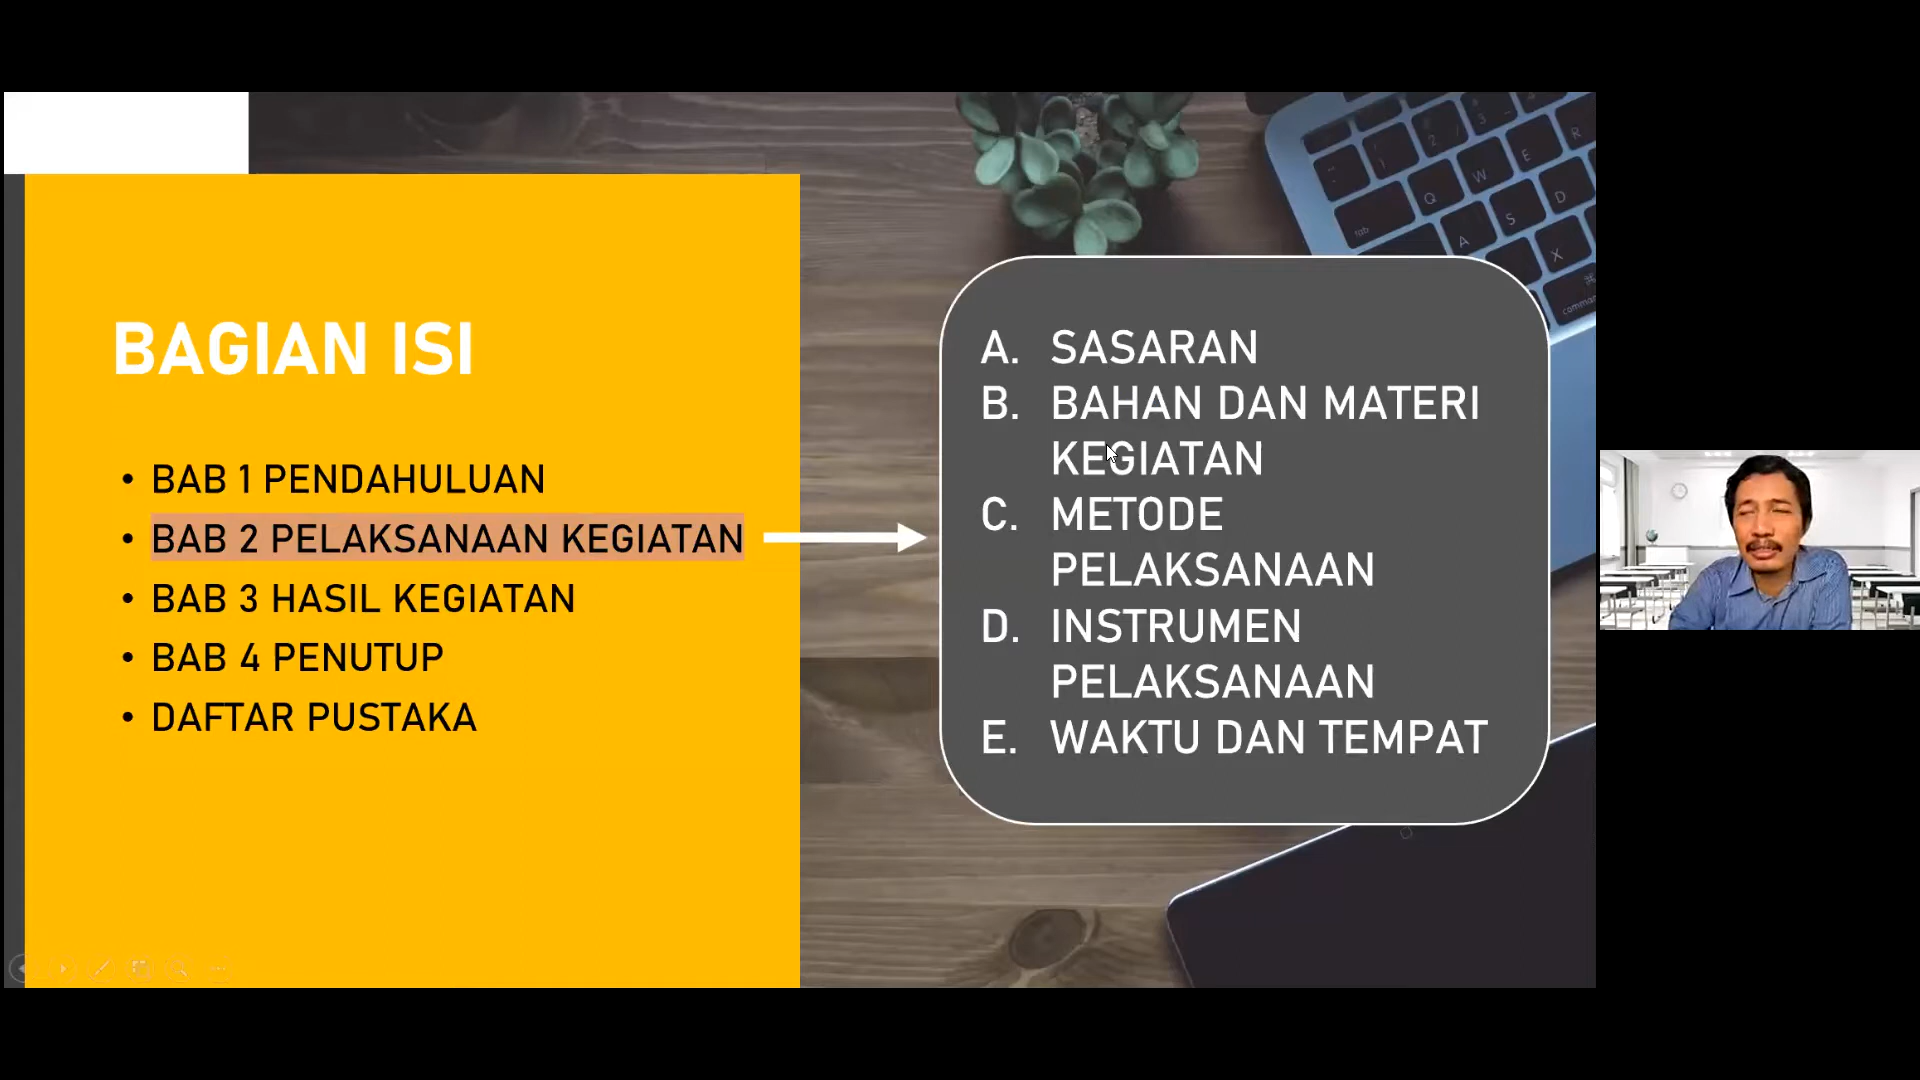 BAGIAN ISI
• BAB 1 PENDAHULUAN
• BAB 2 PELAKSANAAN KEGIATAN
• BAB 3 HASIL KEGIATAN
• BAB 4 PENUTUP
• DAFTAR PUSTAKA
A. SASARAN
B. BAHAN DAN MATERI
KEGIATAN
C. METODE
PELAKSANAAN
D. INSTRUMEN
PELAKSANAAN
E. WAKTU DAN TEMPAT
tab
Q
W
E
R
A
S
D
X